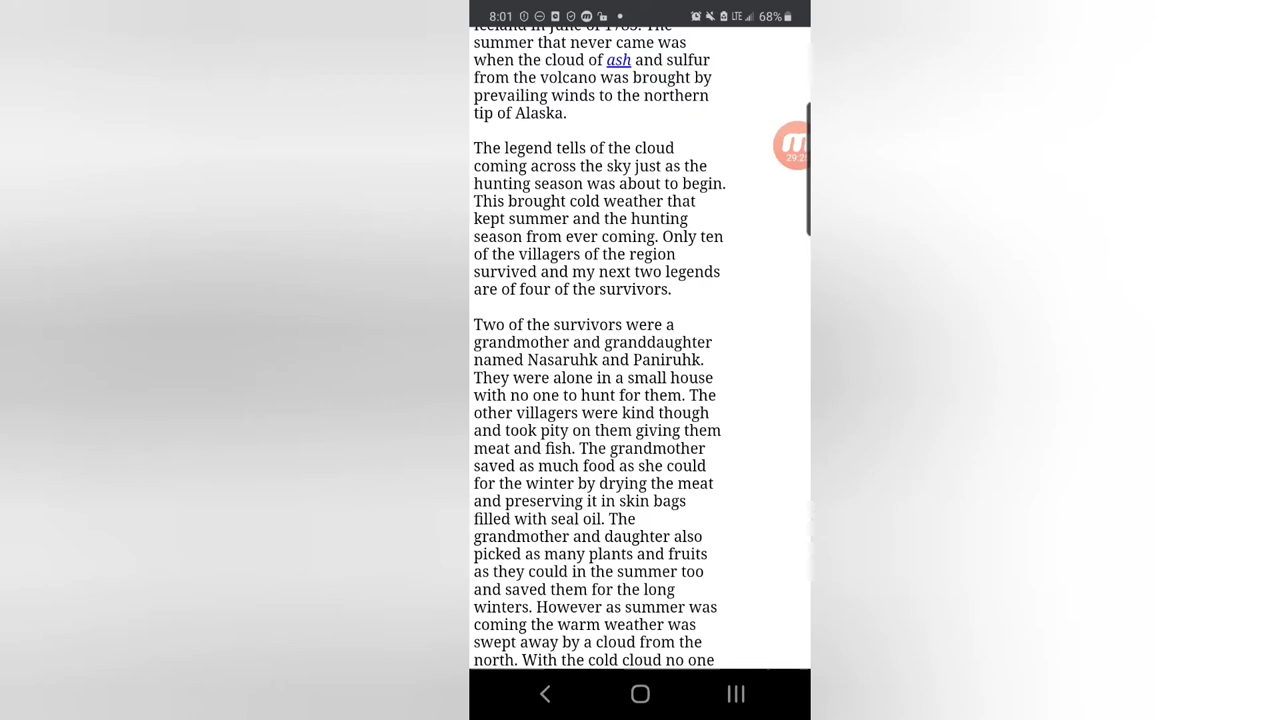 8:01
LTE 68%
Iceland in June of 1783. The
summer that never came was
when the cloud of ash and sulfur
from the volcano was brought by
prevailing winds to the northern
tip of Alaska.
The legend tells of the cloud
coming across the sky just as the
hunting season was about to begin.
This brought cold weather that
kept summer and the hunting
season from ever coming. Only ten
of the villagers of the region
survived and my next two legends
are of four of the survivors.
Two of the survivors were a
grandmother and granddaughter
named Nasaruhk and Paniruhk.
They were alone in a small house
with no one to hunt for them. The
other villagers were kind though
and took pity on them giving them
meat and fish. The grandmother
saved as much food as she could
for the winter by drying the meat
and preserving it in skin bags
filled with seal oil. The
grandmother and daughter also
picked as many plants and fruits
as they could in the summer too
and saved them for the long
winters. However as summer was
coming the warm weather was
swept away by a cloud from the
north. With the cold cloud no one